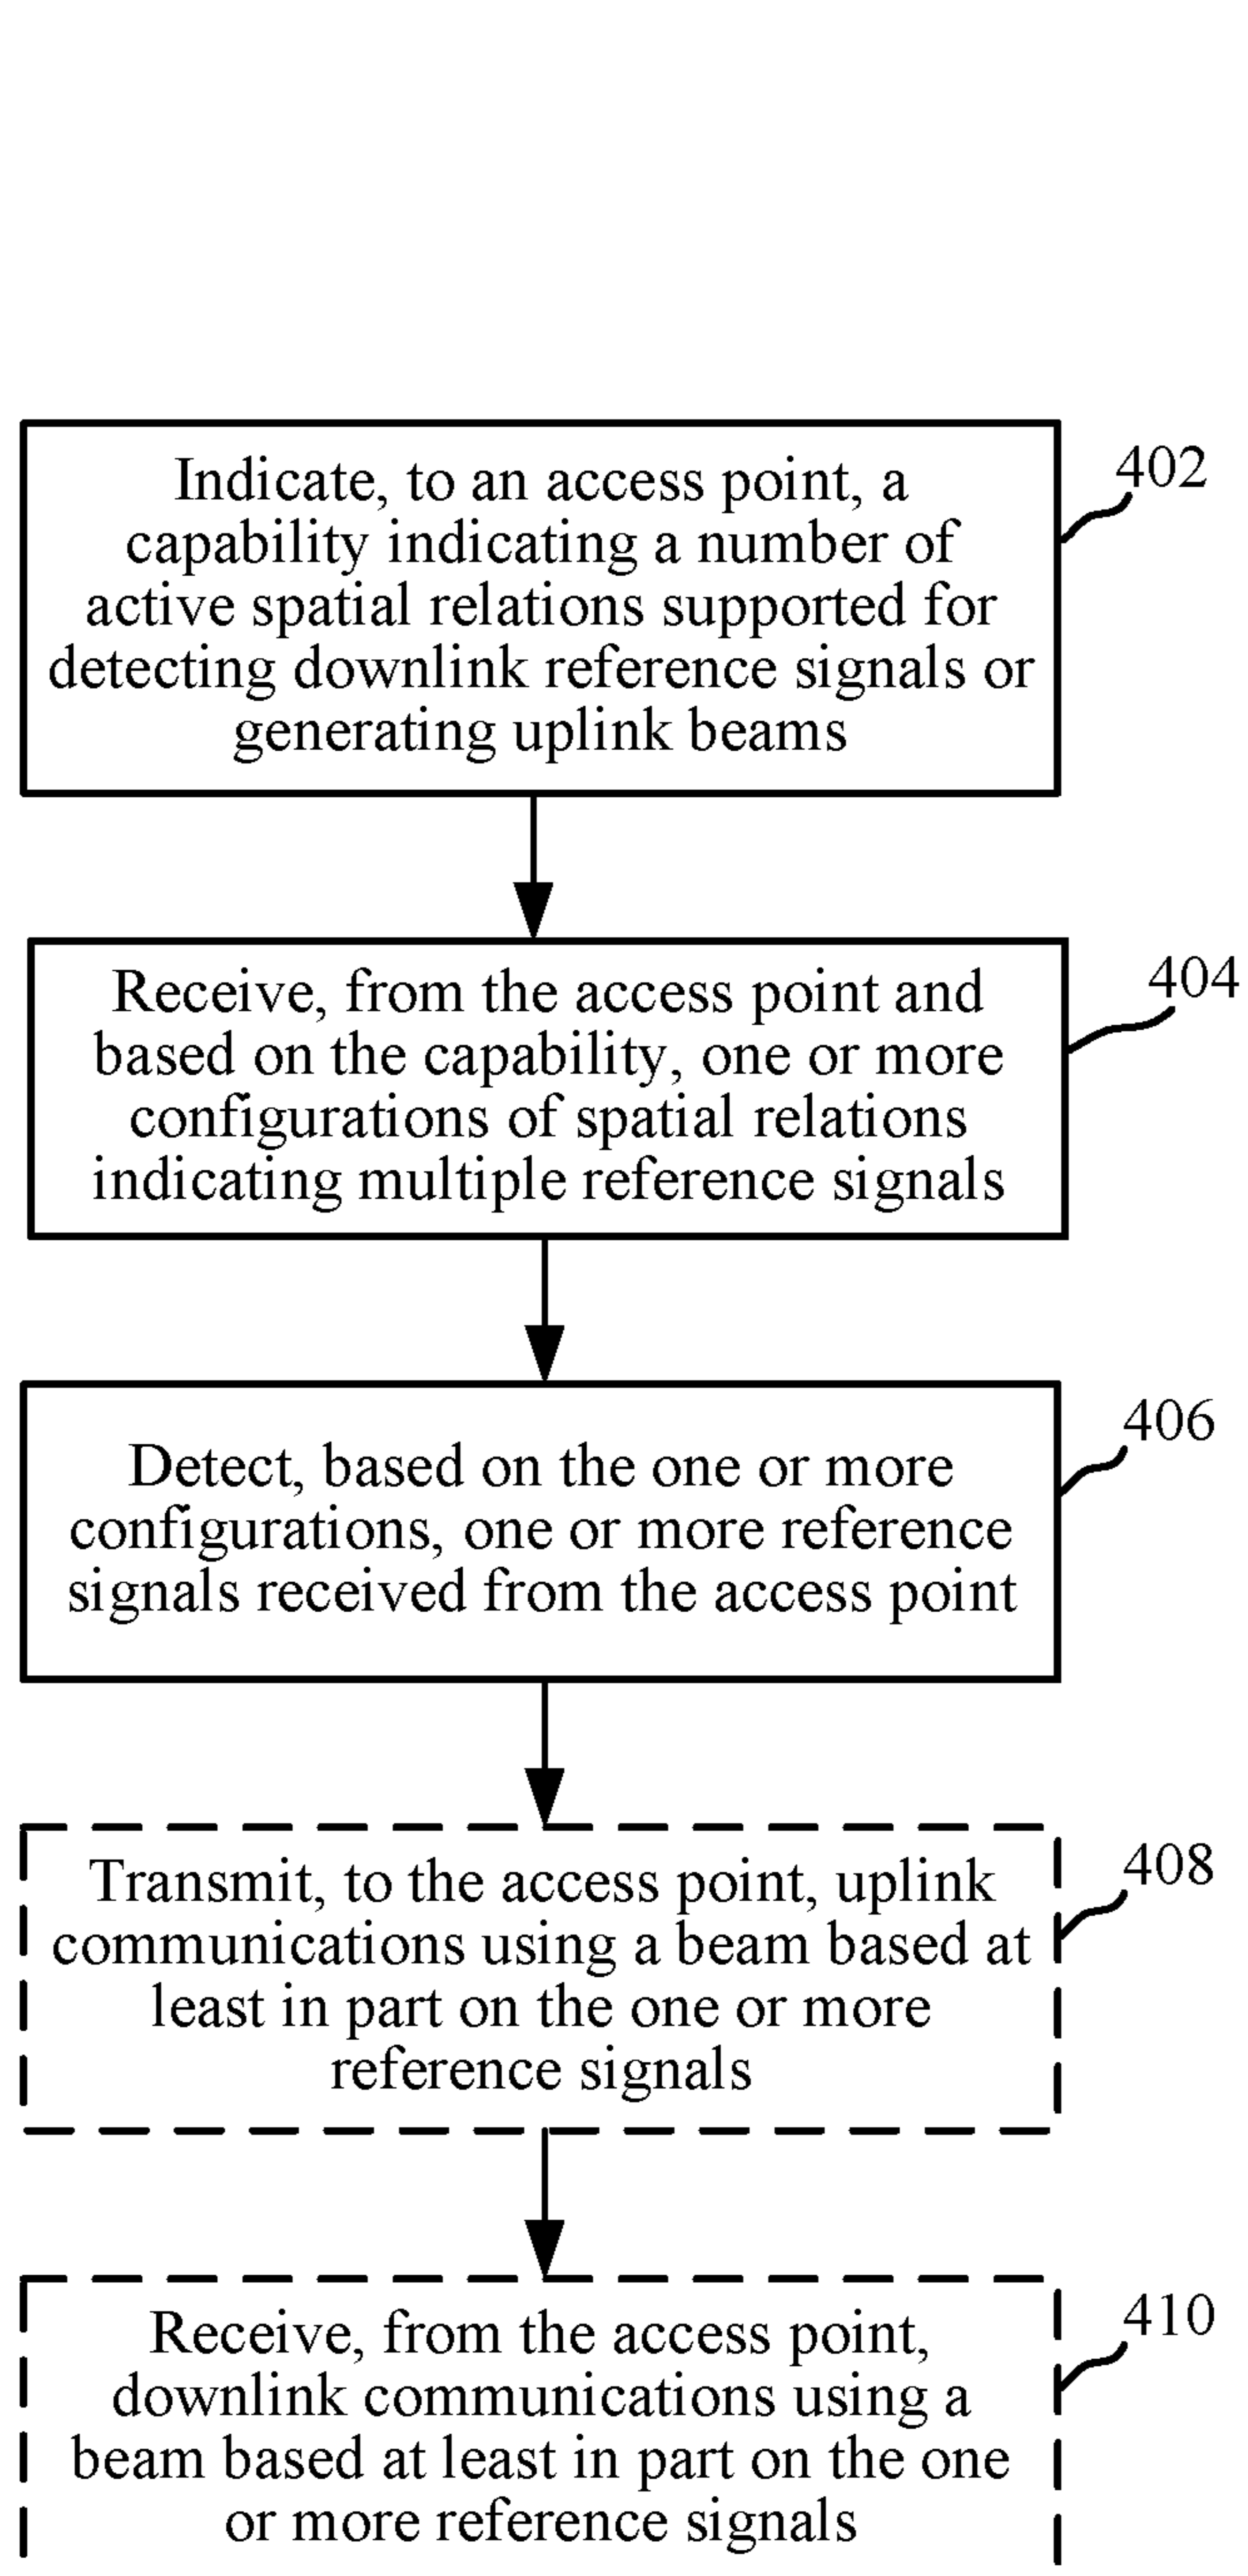 Indicate, to an access point, a
capability indicating a number of
active spatial relations supported for
detecting downlink reference signals or
generating uplink beams
402
Receive, from the access point and
based on the capability, one or more
configurations of spatial relations
indicating multiple reference signals
404
Detect, based on the one or more
configurations, one or more reference
signals received from the access point
406
Transmit, to the access point, uplink
communications using a beam based at
least in part on the one or more
reference signals
408
Receive, from the access point,
downlink communications using a
beam based at least in part on the one
or more reference signals
410